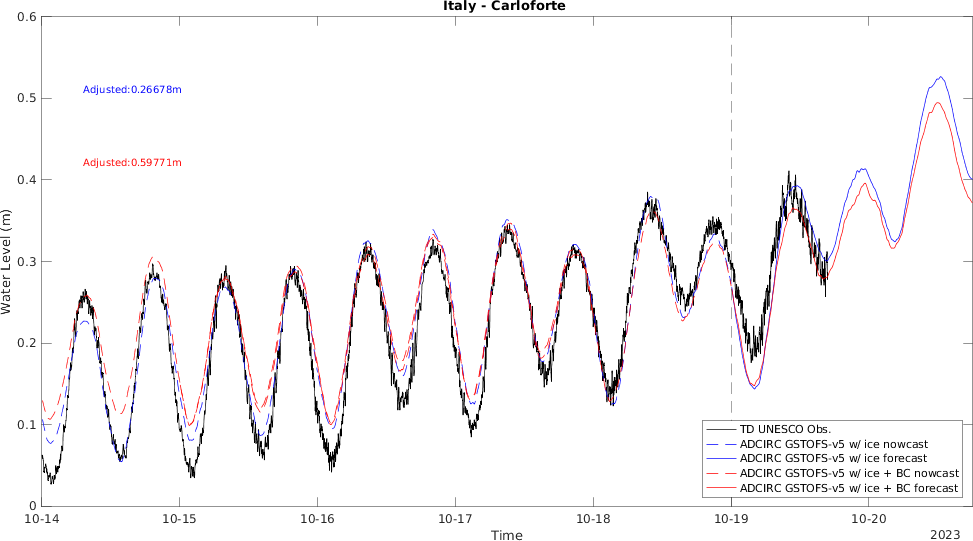 Italy - Carloforte
Water Level (m)
0.6
0.5
0.4
0.3
0.2
0.1
0
Adjusted:0.26678m
Adjusted:0.59771m
TD UNESCO Obs.
ADCIRC GSTOFS-v5 w/ ice nowcast
ADCIRC GSTOFS-v5 w/ ice forecast
ADCIRC GSTOFS-v5 w/ ice + BC nowcast
ADCIRC GSTOFS-v5 w/ ice + BC forecast
10-14 10-15 10-16 10-17 10-18 10-19 10-20
Time
2023